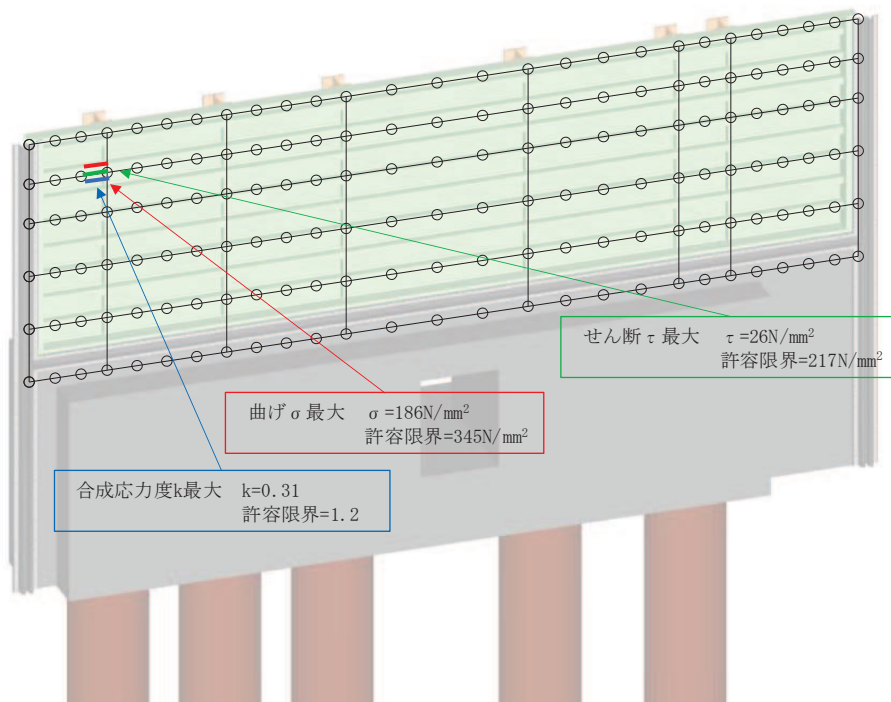 せん断τ最大 τ=26N/mm²
許容限界=217N/mm²
曲げσ最大 σ=186N/mm²
許容限界=345N/mm²
合成応力度k最大 k=0.31
許容限界=1.2